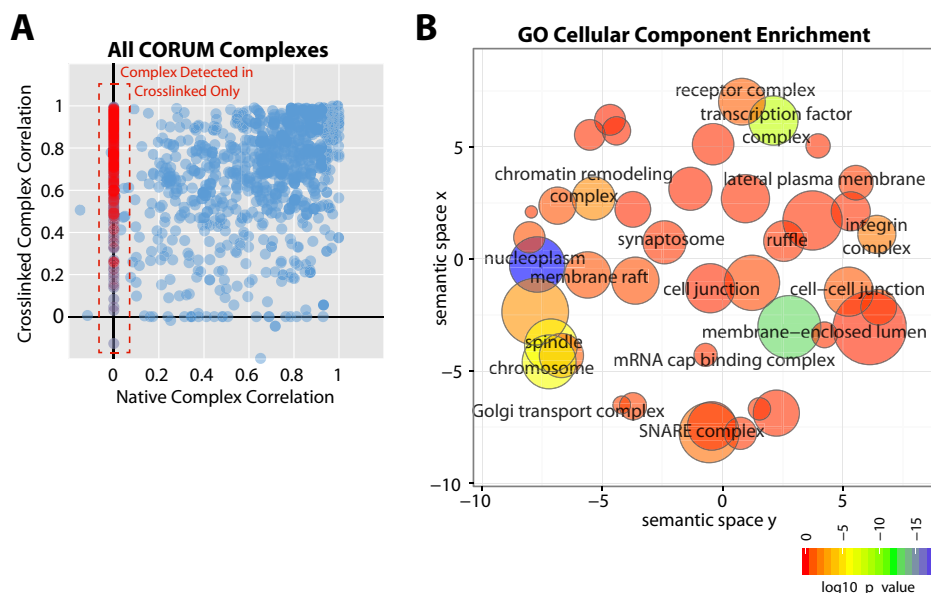 A
All CORUM Complexes
Complex Detected in
Crosslinked Only
Crosslinked Complex Correlation
1
0.8
0.6
0.4
0.2
0
0
0.2
0.4
0.6
0.8
1
Native Complex Correlation
B
GO Cellular Component Enrichment
receptor complex
transcription factor
complex
chromatin remodeling
complex
lateral plasma membrane
integrin
complex
synaptosome
ruffle
nucleoplasm
membrane raft
cell junction
cell−cell junction
membrane−enclosed lumen
spindle
chromosome
mRNA cap binding complex
Golgi transport complex
SNARE complex
semantic space x
5
0
−5
−10
−10
−5
0
5
semantic space y
0
−5
−10
−15
log10_p_value